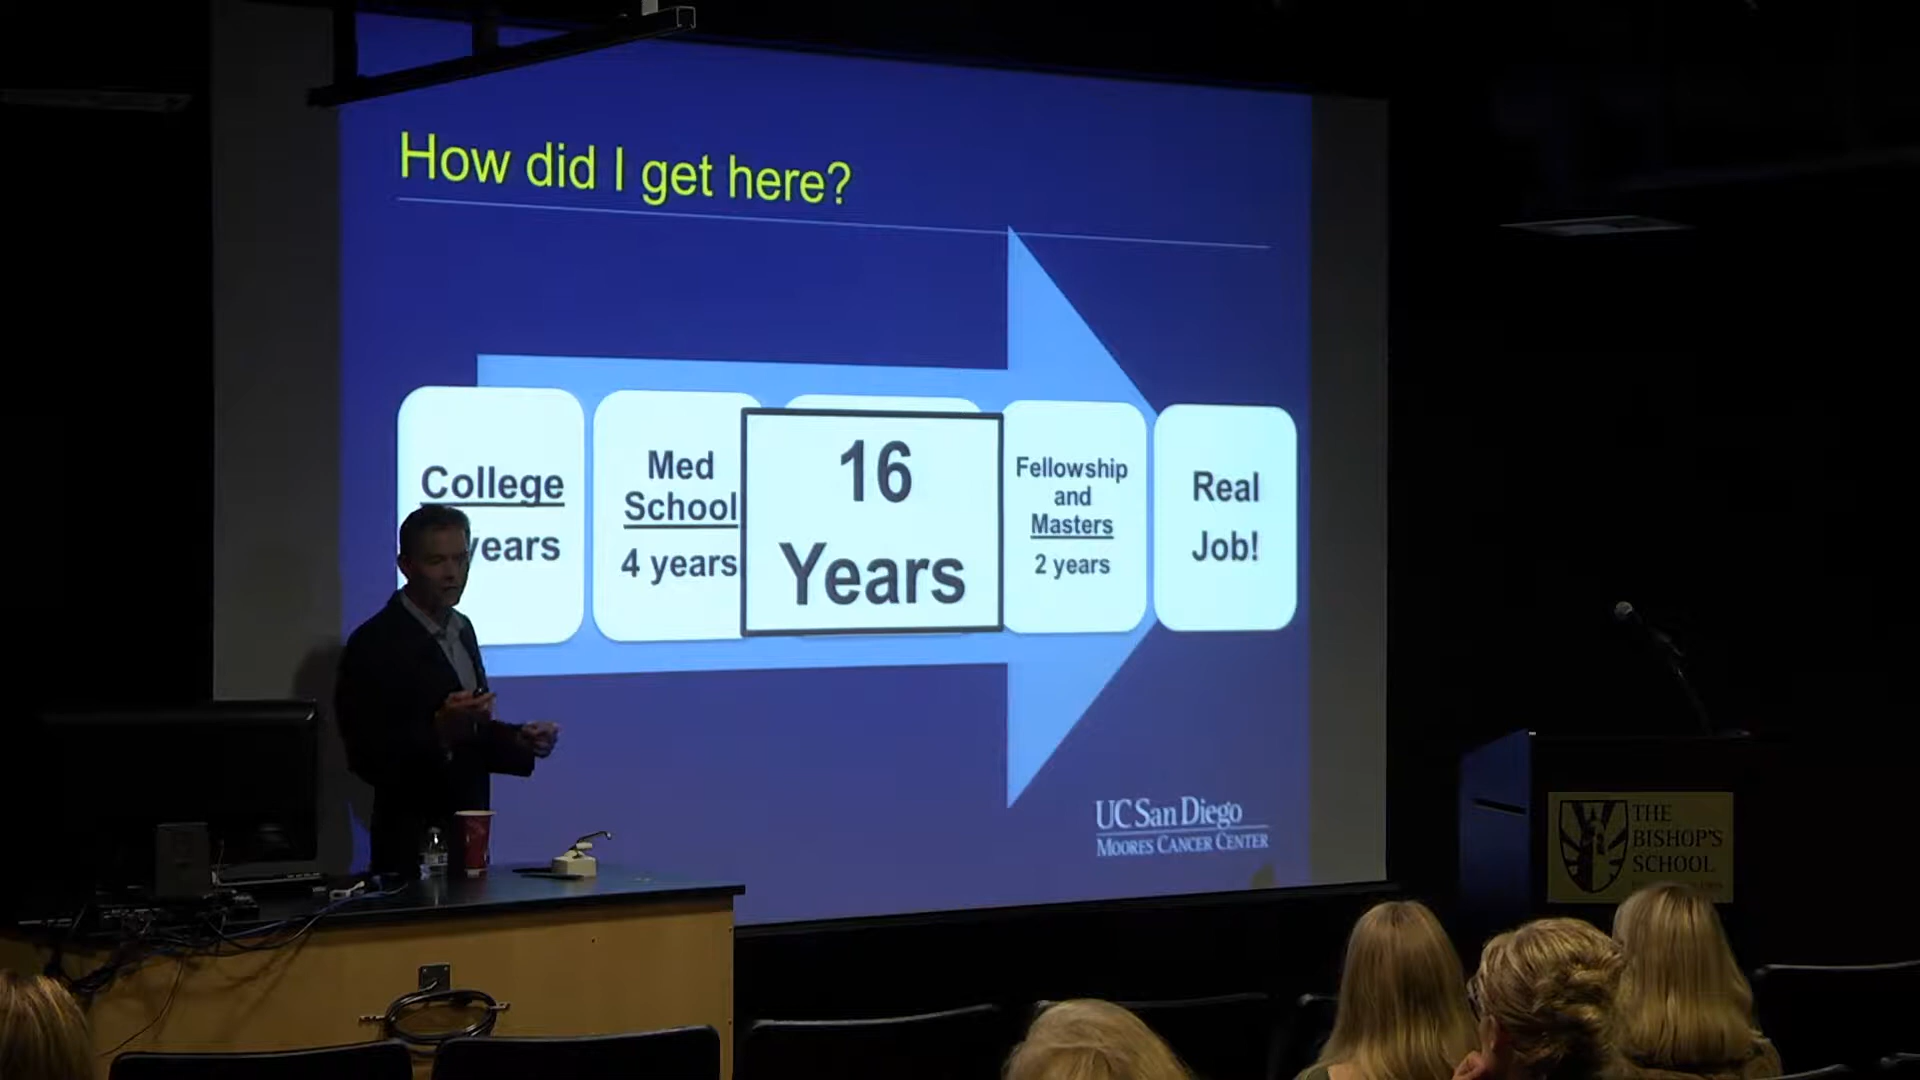 How did I get here?
College
years
Med
School
4 years
16
Years
Fellowship
and
Masters
2 years
Real
Job!
UC San Diego
MOORES CANCER CENTER
THE
BISHOP'S
SCHOOL